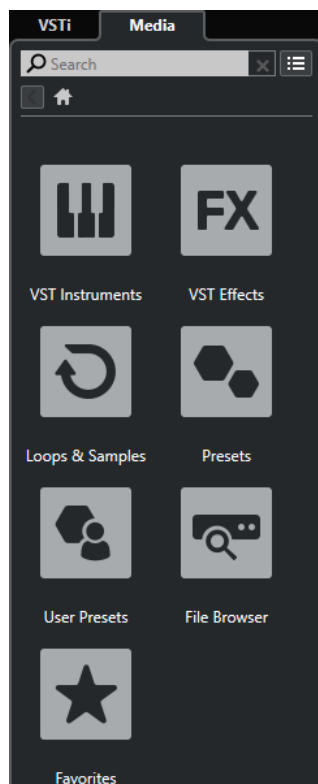 VSTi Media
Search
FX
VST Instruments VST Effects
Loops & Samples Presets
User Presets File Browser
Favorites